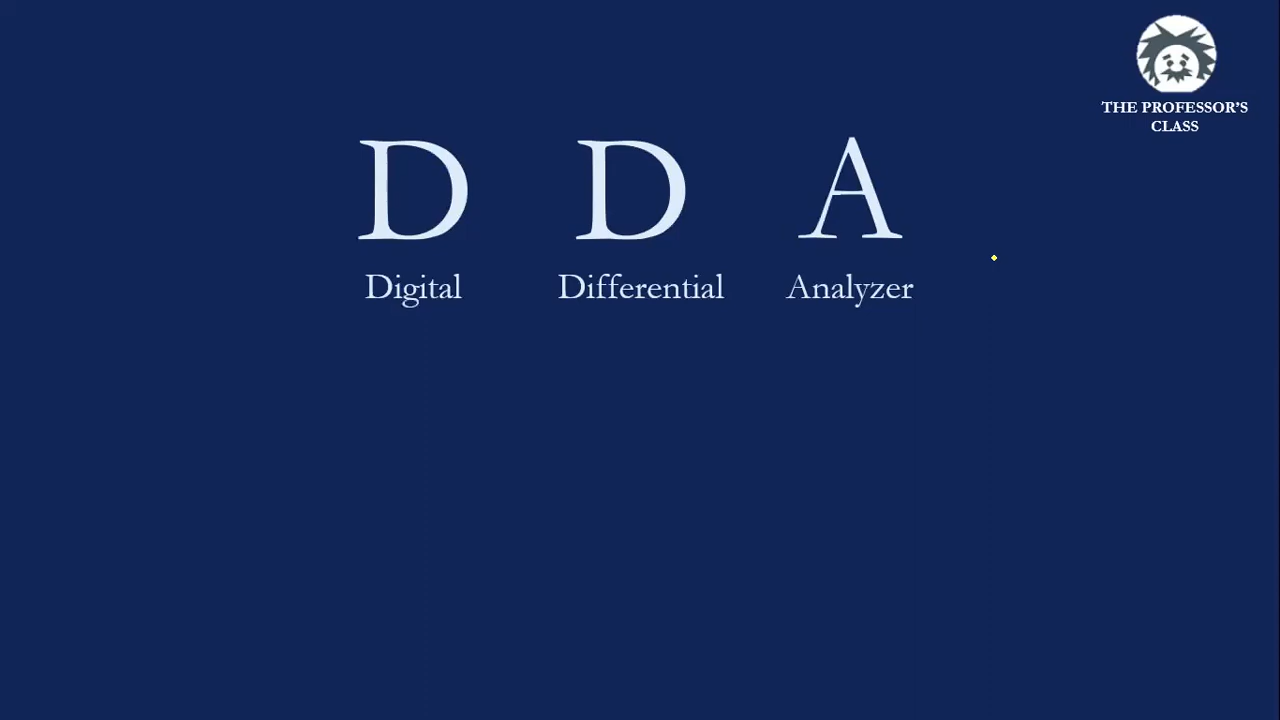 THE PROFESSOR'S
CLASS
D D A
Digital Differential Analyzer